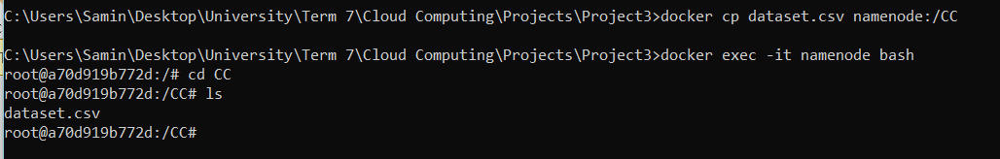 C:\Users\Samin\Desktop\University\Term 7\Cloud Computing\Projects\Project3>docker cp dataset.csv namenode:/CC
C:\Users\Samin\Desktop\University\Term 7\Cloud Computing\Projects\Project3>docker exec -it namenode bash
root@a70d919b772d:/# cd CC
root@a70d919b772d:/CC# ls
dataset.csv
root@a70d919b772d:/CC#